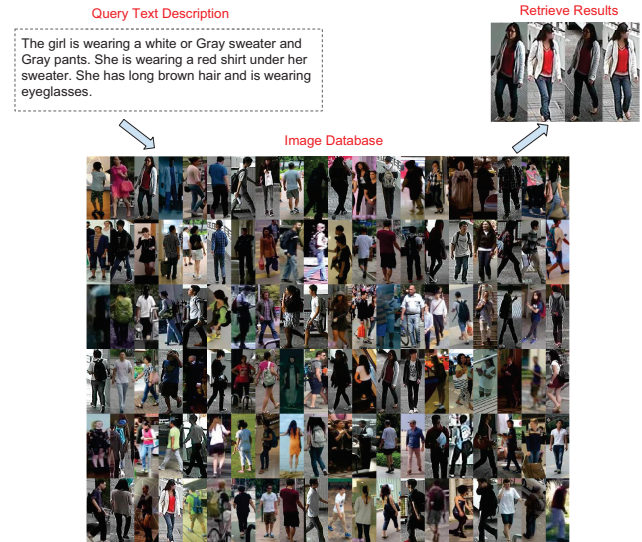 Query Text Description
Retrieve Results
The girl is wearing a white or Gray sweater and
Gray pants. She is wearing a red shirt under her
sweater. She has long brown hair and is wearing
eyeglasses.
Image Database